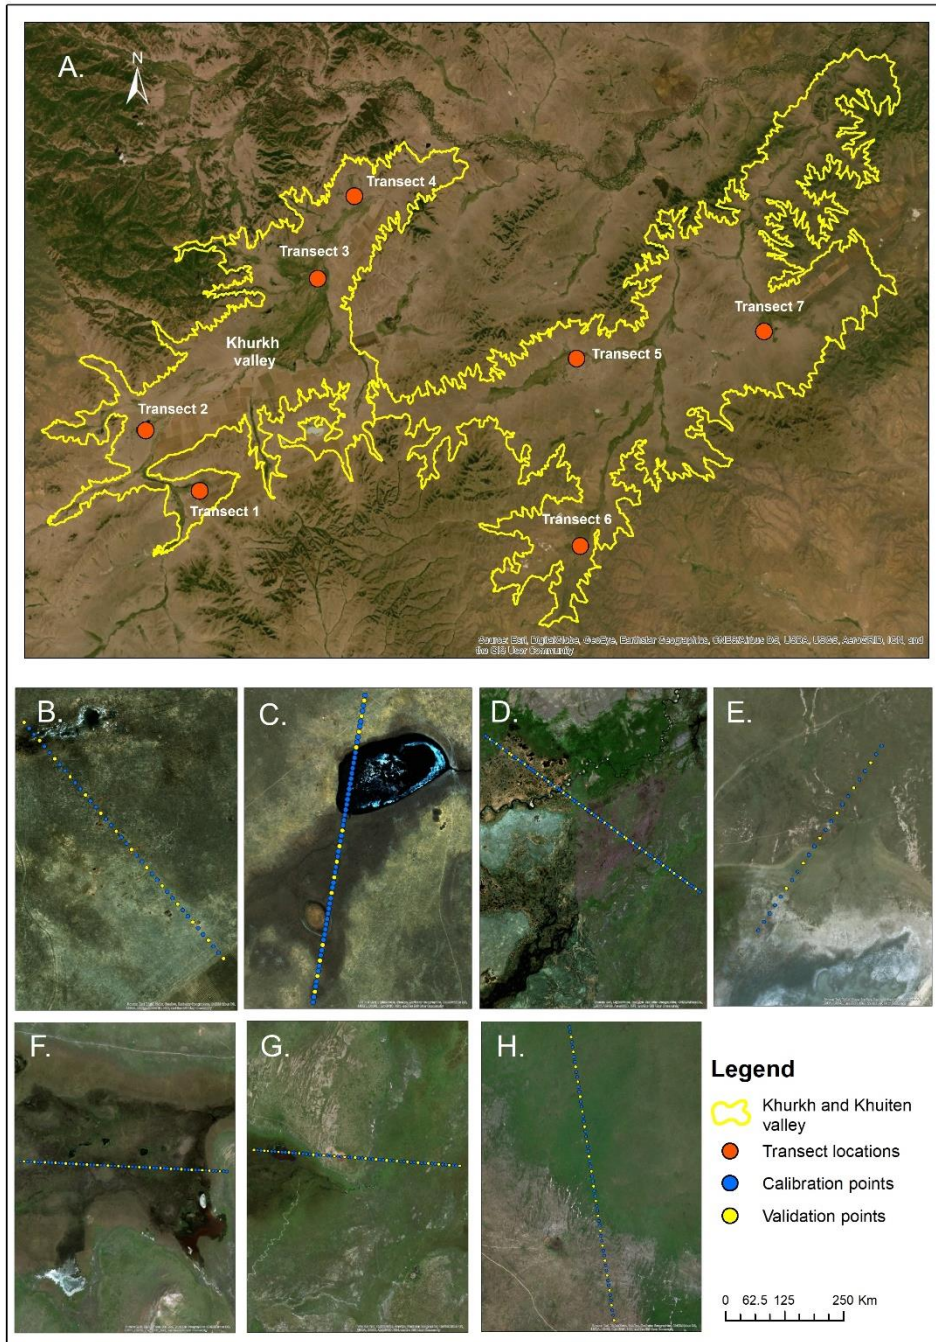 A.
N
Transect 4
Transect 3
Khurkh
valley
Transect 7
Transect 5
Transect 2
Transect 1
Transect 6
Source: Esri, DigitalGlobe, GeoEye, Earthstar Geographics, CNES/Airbus DS, USDA, USGS, AeroGRID, IGN, and
the GIS User Community
B.
C.
D.
E.
F.
G.
H.
Legend
Khurkh and Khuiten
valley
Transect locations
Calibration points
Validation points
0 62.5 125 250 Km